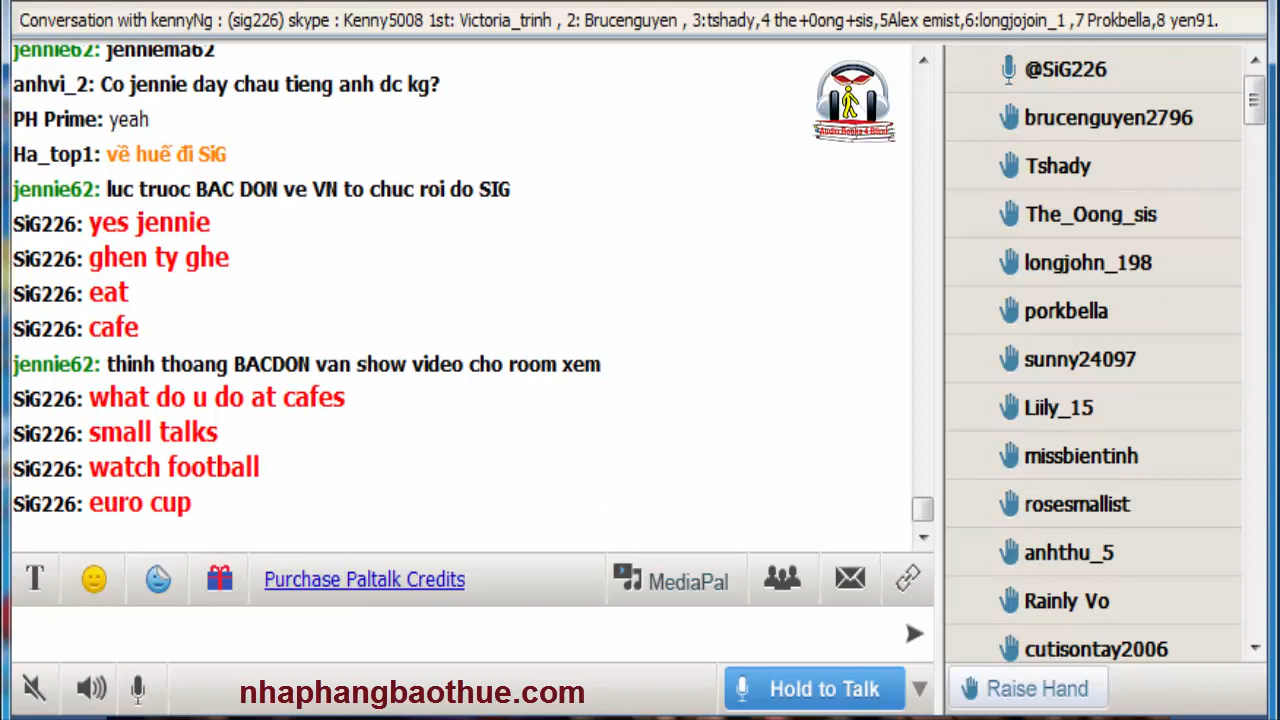 Conversation with kennyNg : (sig226) skype : Kenny5008 1st: Victoria_trinh , 2: Brucenguyen , 3:tshady,4 the+0ong+sis,5Alex emist,6:longjojoin_1 ,7 Prokbella,8 yen91.
jennie62: jenniema62
anhvi_2: Co jennie day chau tieng anh dc kg?
PH Prime: yeah
Ha_top1: về huế đi SiG
jennie62: luc truoc BAC DON ve VN to chuc roi do SIG
SiG226: yes jennie
SiG226: ghen ty ghe
SiG226: eat
SiG226: cafe
jennie62: thinh thoang BACDON van show video cho room xem
SiG226: what do u do at cafes
SiG226: small talks
SiG226: watch football
SiG226: euro cup
Audio Books 4 Blind
@SiG226
brucenguyen2796
Tshady
The_Oong_sis
longjohn_198
porkbella
sunny24097
Liily_15
missbientinh
rosesmallist
anhthu_5
Rainly Vo
cutisontay2006
T
Purchase Paltalk Credits
MediaPal
nhaphangbaothue.com
Hold to Talk
Raise Hand